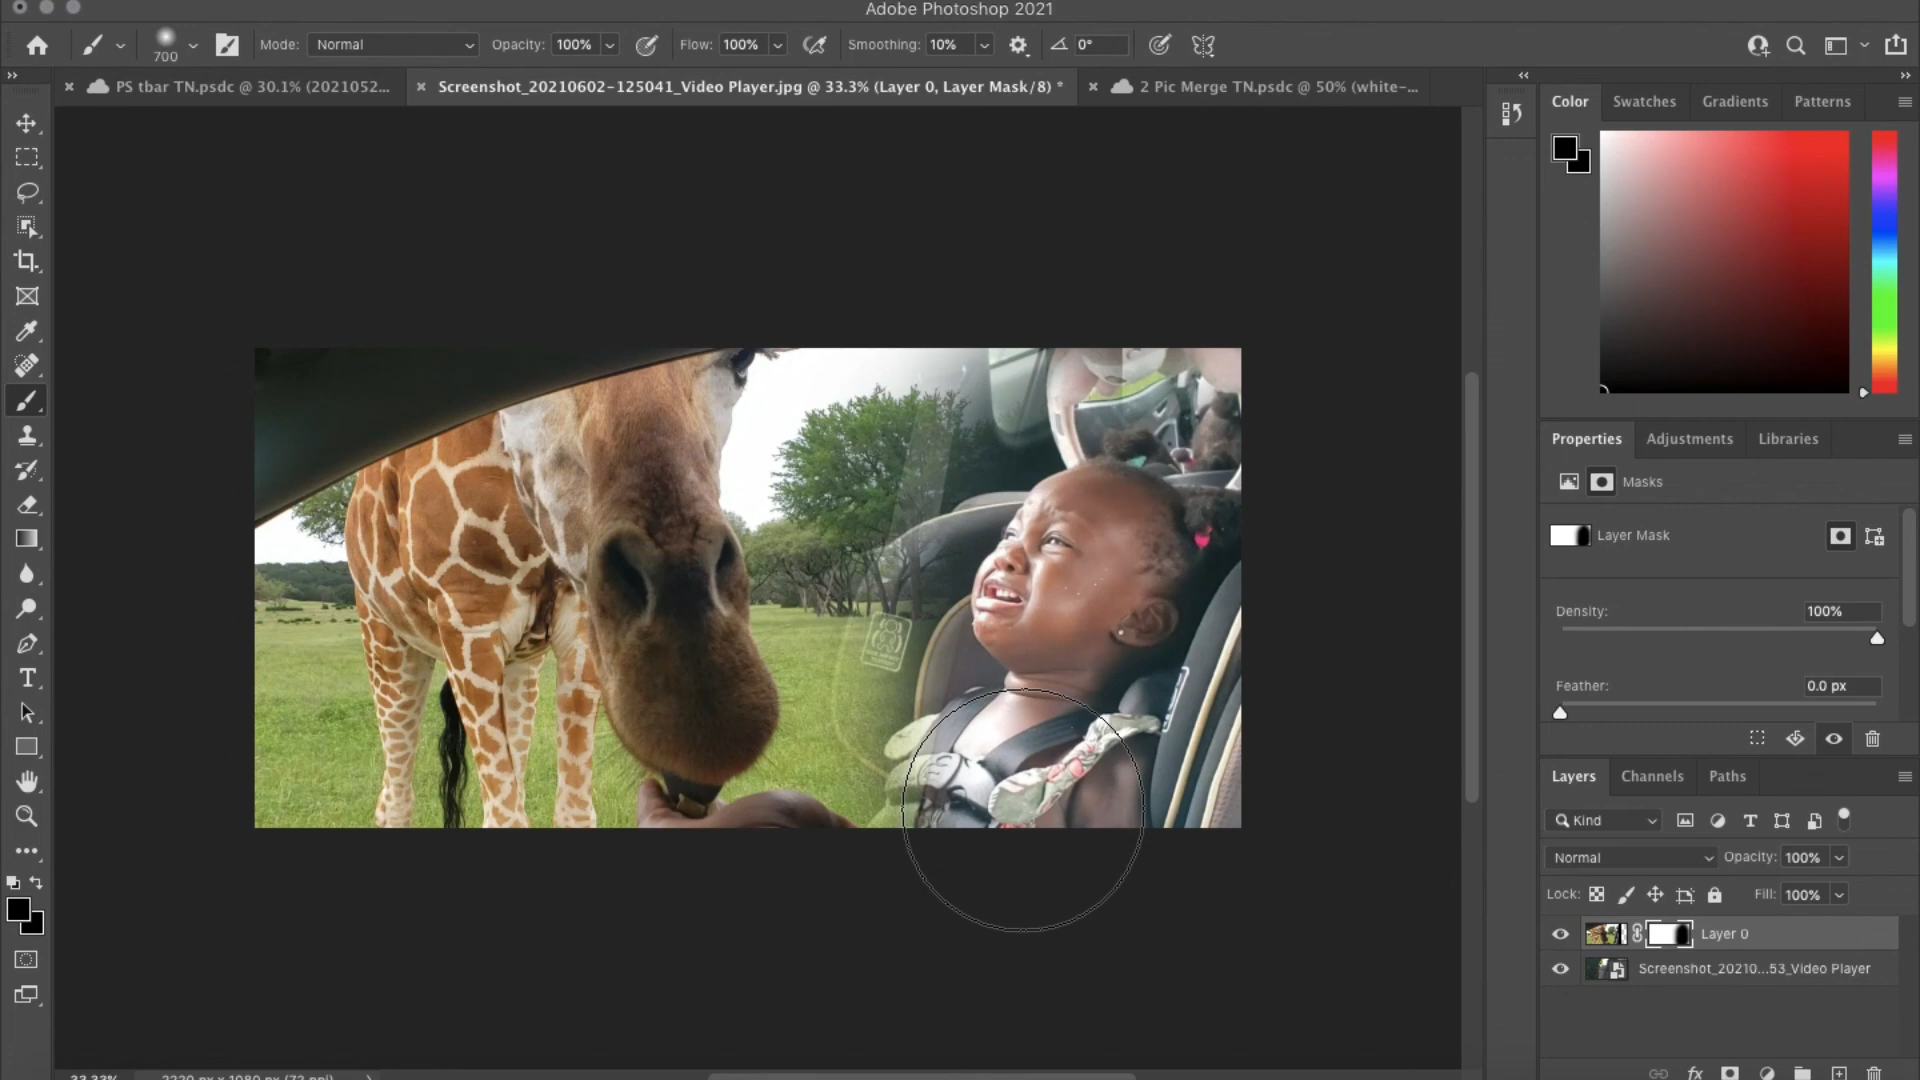 Adobe Photoshop 2021
700
Mode: Normal
Opacity: 100%
Flow: 100%
Smoothing: 10%
0°
PS tbar TN.psdc @ 30.1% (2021052...
Screenshot_20210602-125041_Video Player.jpg @ 33.3% (Layer 0, Layer Mask/8) *
2 Pic Merge TN.psdc @ 50% (white-...
Color
Swatches
Gradients
Patterns
Properties
Adjustments
Libraries
Masks
Layer Mask
Density: 100%
Feather: 0.0 px
Layers
Channels
Paths
Kind
Normal
Opacity: 100%
Lock:
Fill: 100%
Layer 0
Screenshot_20210...53_Video Player
33.33%
2220 px x 1080 px (72 ppi)